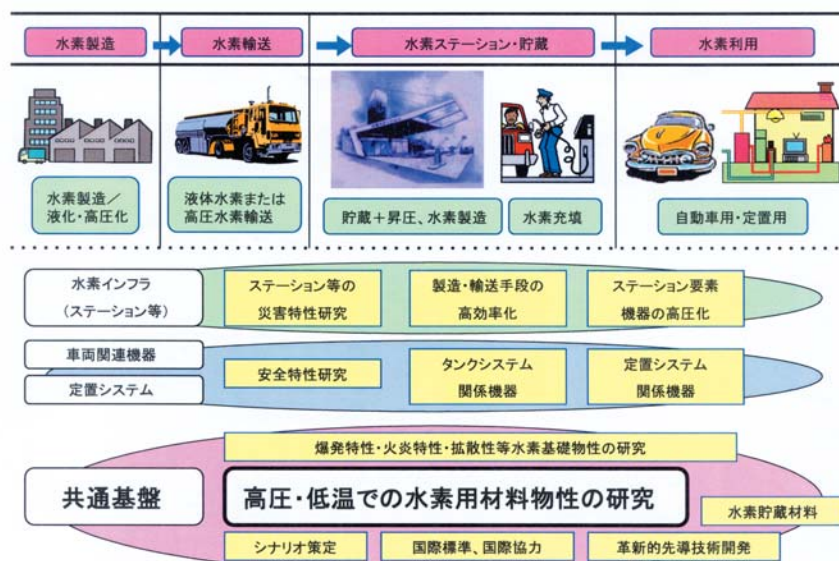 水素製造
水素輸送
水素ステーション・貯蔵
水素利用
水素製造／
液化・高圧化
液体水素または
高圧水素輸送
貯蔵＋昇圧、水素製造
水素充填
自動車用・定置用
水素インフラ
(ステーション等)
ステーション等の
災害特性研究
製造・輸送手段の
高効率化
ステーション要素
機器の高圧化
車両関連機器
定置システム
安全特性研究
タンクシステム
関係機器
定置システム
関係機器
爆発特性・火炎特性・拡散性等水素基礎物性の研究
共通基盤
高圧・低温での水素用材料物性の研究
水素貯蔵材料
シナリオ策定
国際標準、国際協力
革新的先導技術開発